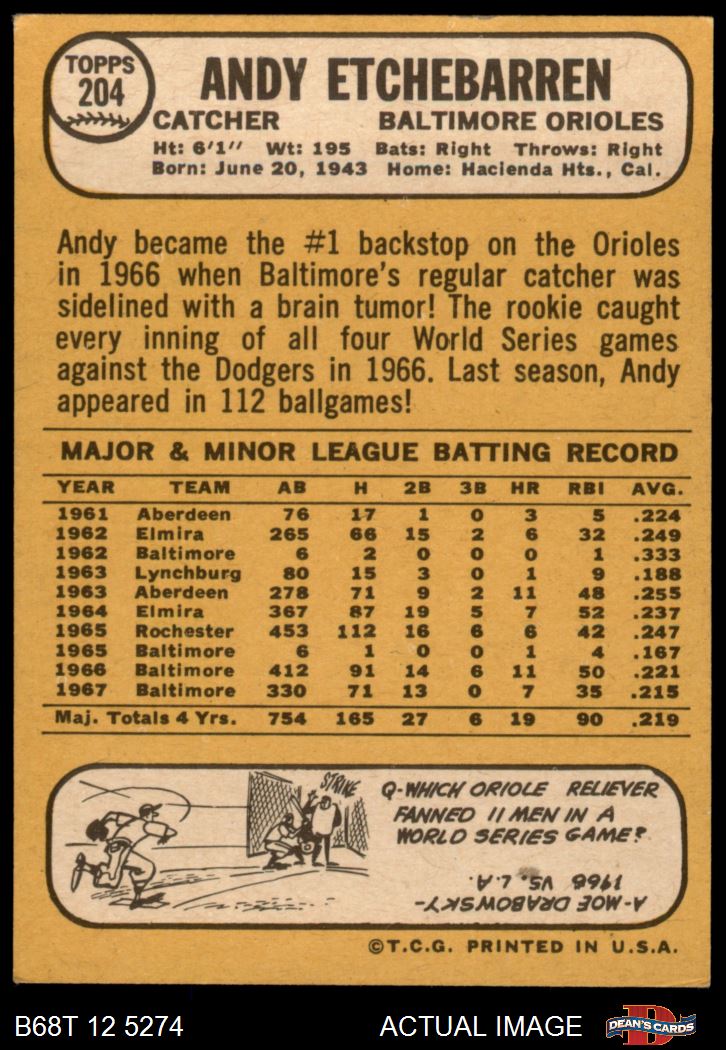 TOPPS
204
ANDY ETCHEBARREN
CATCHER BALTIMORE ORIOLES
Ht: 6'1" Wt: 195 Bats: Right Throws: Right
Born: June 20, 1943 Home: Hacienda Hts., Cal.
Andy became the #1 backstop on the Orioles
in 1966 when Baltimore's regular catcher was
sidelined with a brain tumor! The rookie caught
every inning of all four World Series games
against the Dodgers in 1966. Last season, Andy
appeared in 112 ballgames!
MAJOR & MINOR LEAGUE BATTING RECORD
YEAR TEAM AB H 2B 3B HR RBI AVG.
1961 Aberdeen 76 17 1 0 3 5 .224
1962 Elmira 265 66 15 2 6 32 .249
1962 Baltimore 6 2 0 0 0 1 .333
1963 Lynchburg 80 15 3 0 1 9 .188
1963 Aberdeen 278 71 9 2 11 48 .255
1964 Elmira 367 87 19 5 7 52 .237
1965 Rochester 453 112 16 6 6 42 .247
1965 Baltimore 6 1 0 0 1 4 .167
1966 Baltimore 412 91 14 6 11 50 .221
1967 Baltimore 330 71 13 0 7 35 .215
Maj. Totals 4 Yrs. 754 165 27 6 19 90 .219
STRIKE
Q-WHICH ORIOLE RELIEVER
FANNED 11 MEN IN A
WORLD SERIES GAME?
A-MOE DRABOWSKY-
1966 VS. L.A.
©T.C.G. PRINTED IN U.S.A.
B68T 12 5274 ACTUAL IMAGE
DEAN'S CARDS